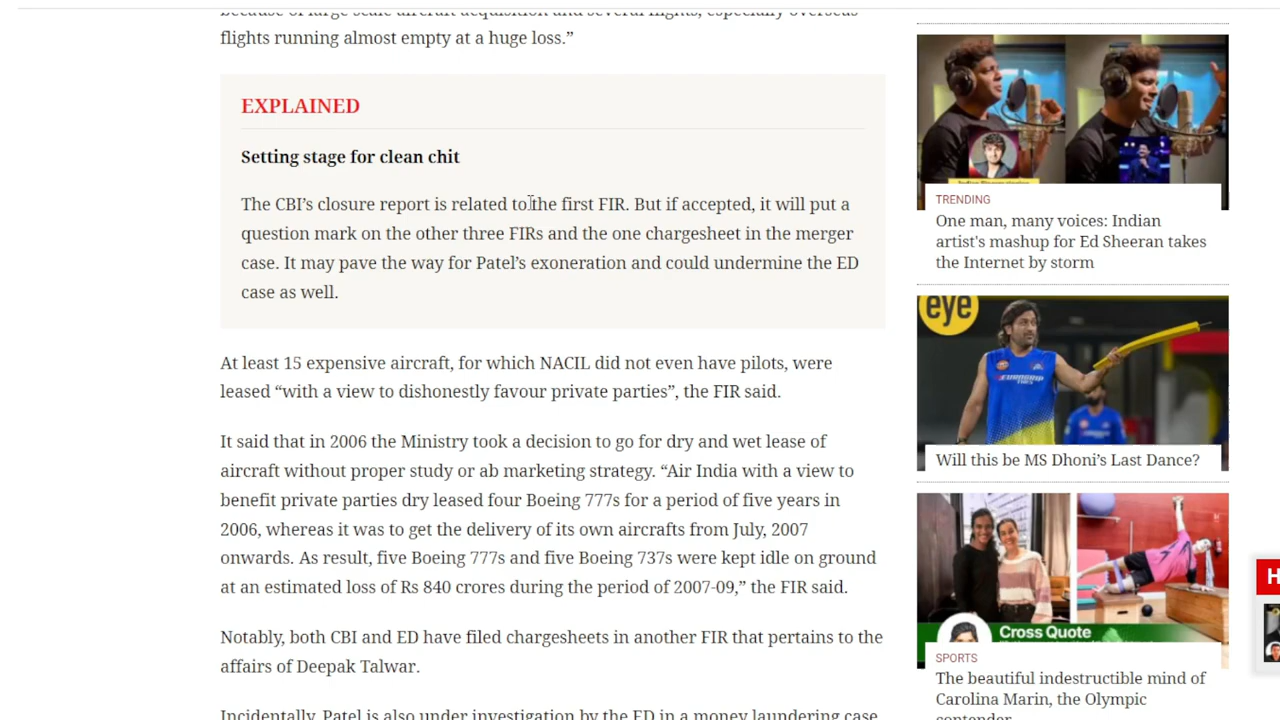 because of large-scale aircraft acquisition and several flights, especially overseas
flights running almost empty at a huge loss.”
EXPLAINED
Setting stage for clean chit
The CBI’s closure report is related to the first FIR. But if accepted, it will put a
question mark on the other three FIRs and the one chargesheet in the merger
case. It may pave the way for Patel’s exoneration and could undermine the ED
case as well.
At least 15 expensive aircraft, for which NACIL did not even have pilots, were
leased “with a view to dishonestly favour private parties”, the FIR said.
It said that in 2006 the Ministry took a decision to go for dry and wet lease of
aircraft without proper study or ab marketing strategy. “Air India with a view to
benefit private parties dry leased four Boeing 777s for a period of five years in
2006, whereas it was to get the delivery of its own aircrafts from July, 2007
onwards. As result, five Boeing 777s and five Boeing 737s were kept idle on ground
at an estimated loss of Rs 840 crores during the period of 2007-09,” the FIR said.
Notably, both CBI and ED have filed chargesheets in another FIR that pertains to the
affairs of Deepak Talwar.
Incidentally, Patel is also under investigation by the ED in a money laundering case
TRENDING
One man, many voices: Indian
artist's mashup for Ed Sheeran takes
the Internet by storm
eye
Will this be MS Dhoni’s Last Dance?
Cross Quote
SPORTS
The beautiful indestructible mind of
Carolina Marin, the Olympic
contender
H